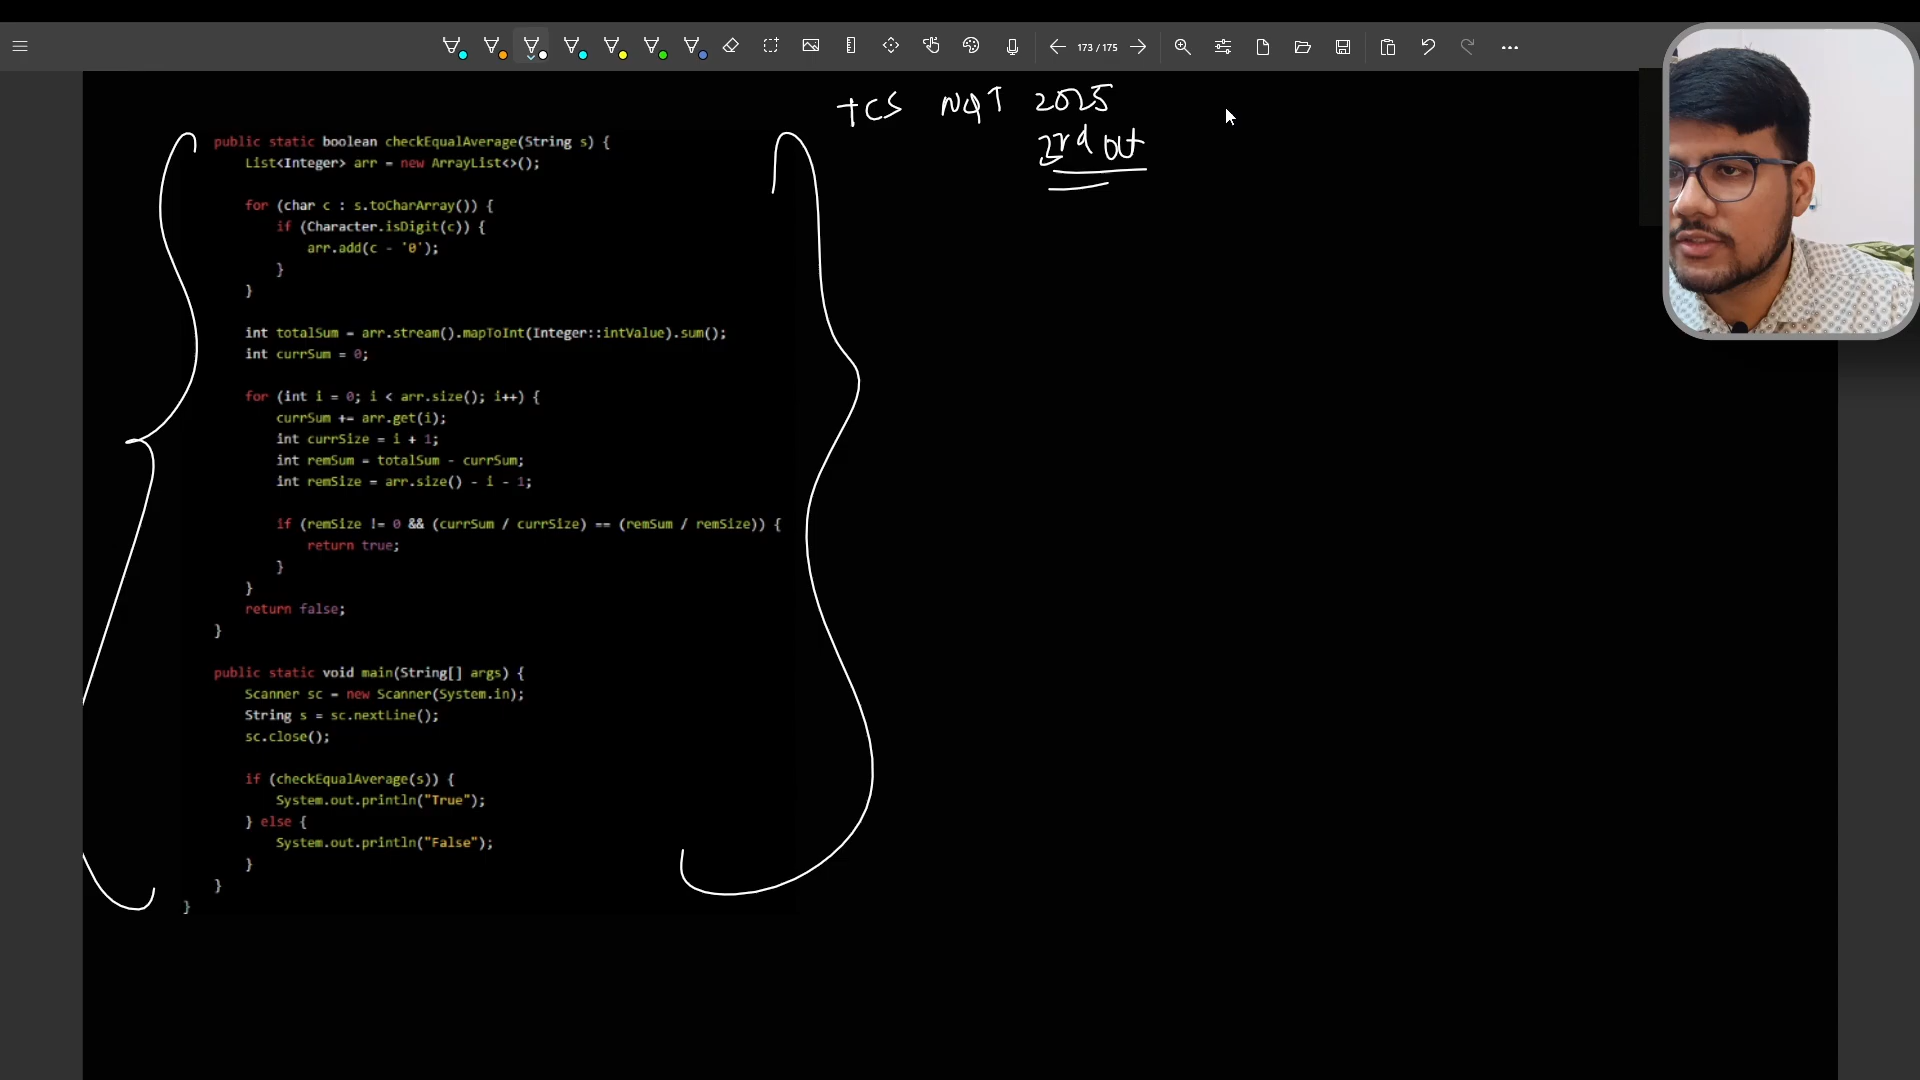 173 / 175
TCS NQT 2025
public static boolean checkEqualAverage(String s) {
List<Integer> arr = new ArrayList<>();
for (char c : s.toCharArray()) {
if (Character.isDigit(c)) {
arr.add(c - '0');
}
}
int totalSum = arr.stream().mapToInt(Integer::intValue).sum();
int currSum = 0;
for (int i = 0; i < arr.size(); i++) {
currSum += arr.get(i);
int currSize = i + 1;
int remSum = totalSum - currSum;
int remSize = arr.size() - i - 1;
if (remSize != 0 && (currSum / currSize) == (remSum / remSize)) {
return true;
}
}
return false;
}
public static void main(String[] args) {
Scanner sc = new Scanner(System.in);
String s = sc.nextLine();
sc.close();
if (checkEqualAverage(s)) {
System.out.println("True");
} else {
System.out.println("False");
}
}
}